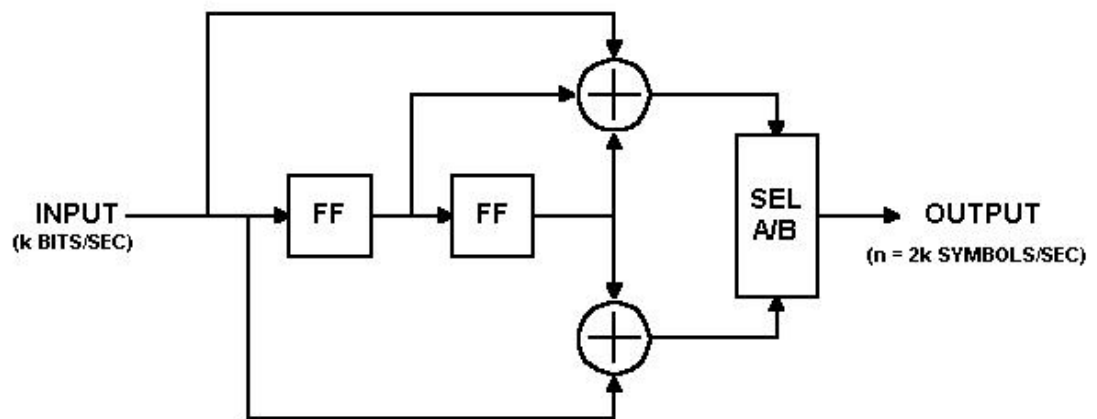 INPUT
(k BITS/SEC)
FF
FF
SEL
A/B
OUTPUT
(n = 2k SYMBOLS/SEC)